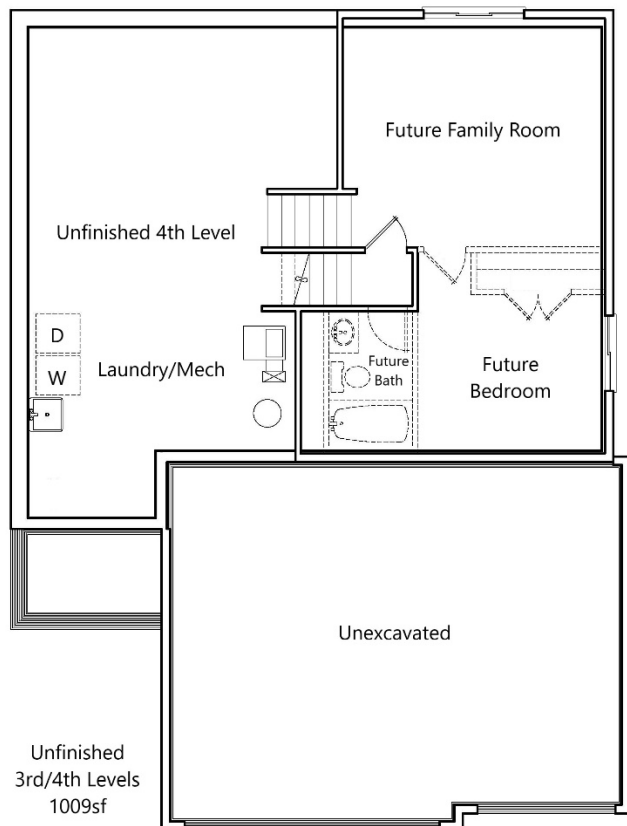 Future Family Room
Unfinished 4th Level
D
W
Laundry/Mech
Future
Bath
Future
Bedroom
Unexcavated
Unfinished
3rd/4th Levels
1009sf